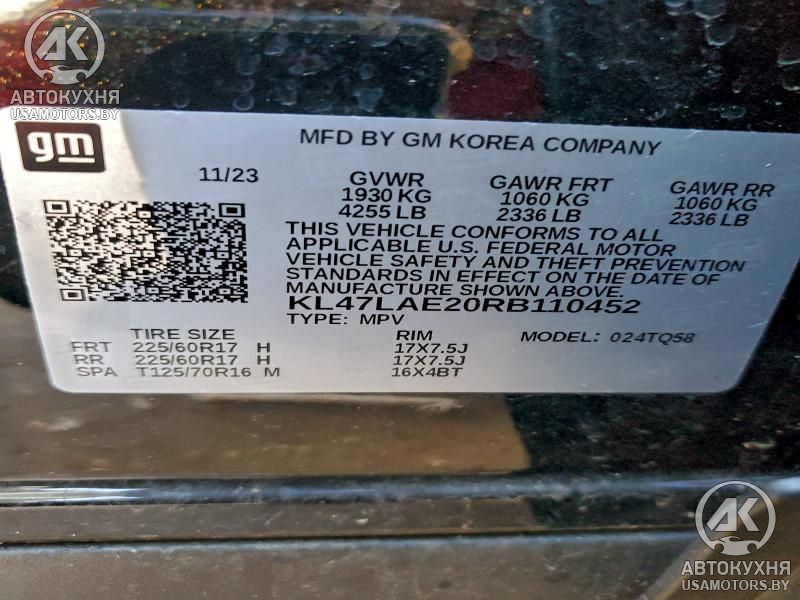 АК
АВТОКУХНЯ
USAMOTORS.BY
gm
MFD BY GM KOREA COMPANY
11/23
GVWR
1930 KG
4255 LB
GAWR FRT
1060 KG
2336 LB
GAWR RR
1060 KG
2336 LB
THIS VEHICLE CONFORMS TO ALL
APPLICABLE U.S. FEDERAL MOTOR
VEHICLE SAFETY AND THEFT PREVENTION
STANDARDS IN EFFECT ON THE DATE OF
MANUFACTURE SHOWN ABOVE.
KL47LAE20RB110452
TYPE: MPV
TIRE SIZE RIM MODEL: 024TQ58
FRT 225/60R17 H 17X7.5J
RR 225/60R17 H 17X7.5J
SPA T125/70R16 M 16X4BT
АК
АВТОКУХНЯ
USAMOTORS.BY